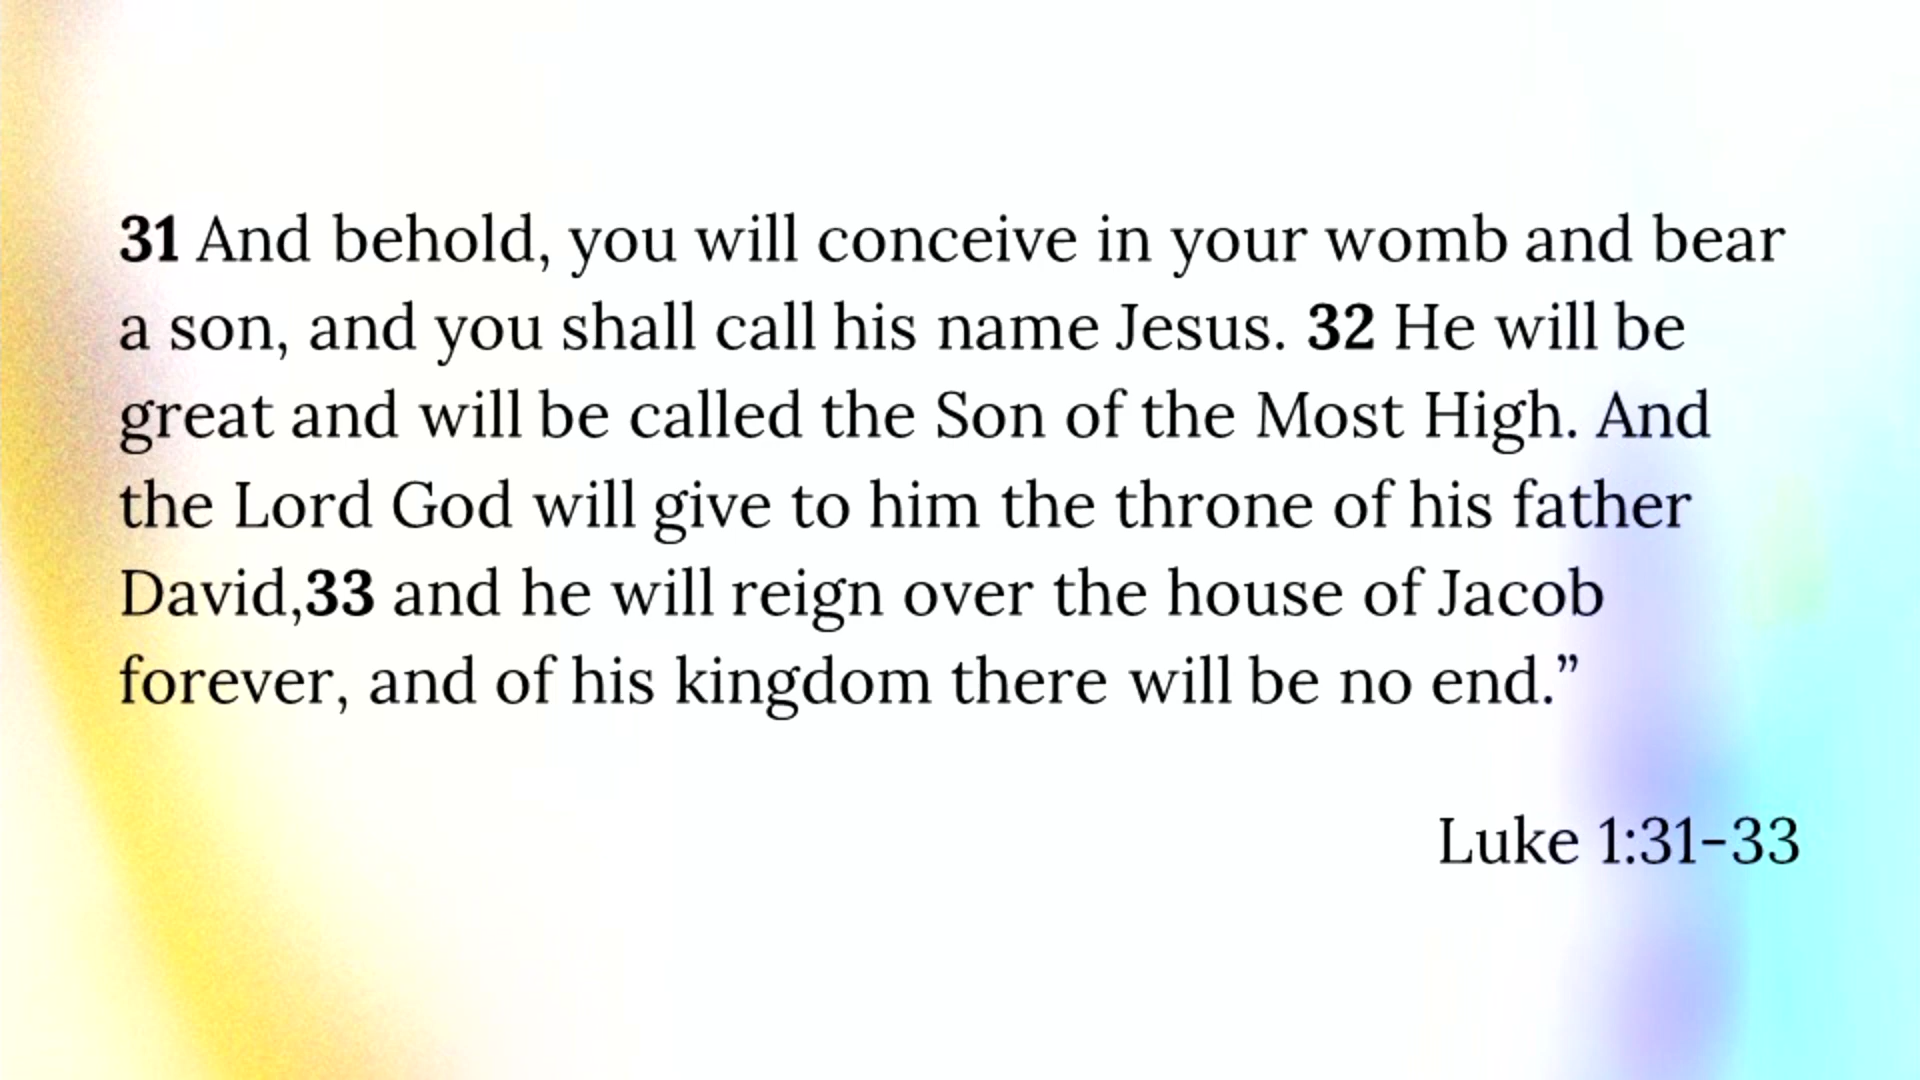 31 And behold, you will conceive in your womb and bear
a son, and you shall call his name Jesus. 32 He will be
great and will be called the Son of the Most High. And
the Lord God will give to him the throne of his father
David,33 and he will reign over the house of Jacob
forever, and of his kingdom there will be no end.”
Luke 1:31-33